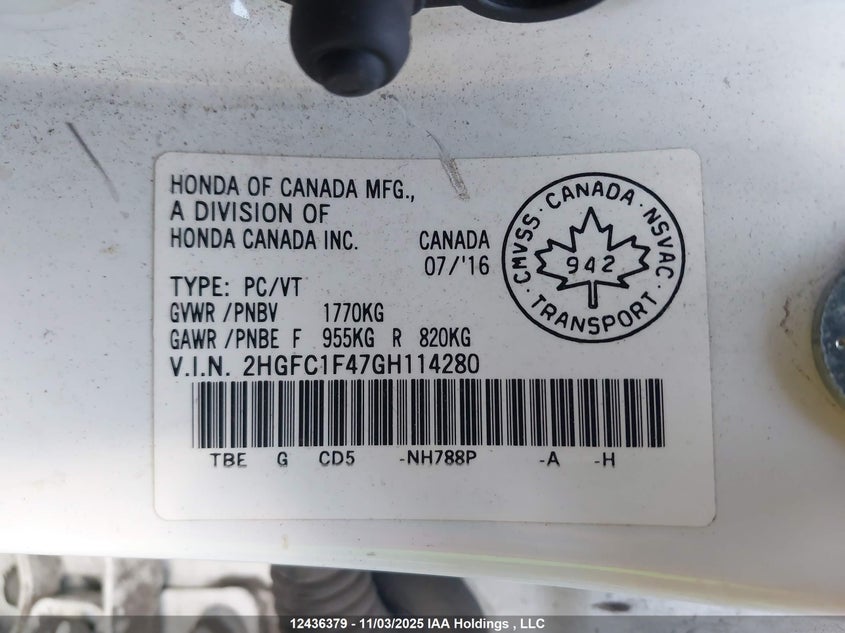 HONDA OF CANADA MFG.,
A DIVISION OF
HONDA CANADA INC. CANADA
07/'16
TYPE: PC/VT
GVWR /PNBV 1770KG
GAWR /PNBE F 955KG R 820KG
V.I.N. 2HGFC1F47GH114280
TBE G CD5 -NH788P -A -H
CMVSS · CANADA · NSVAC · TRANSPORT ·
942
12436379 - 11/03/2025 IAA Holdings , LLC